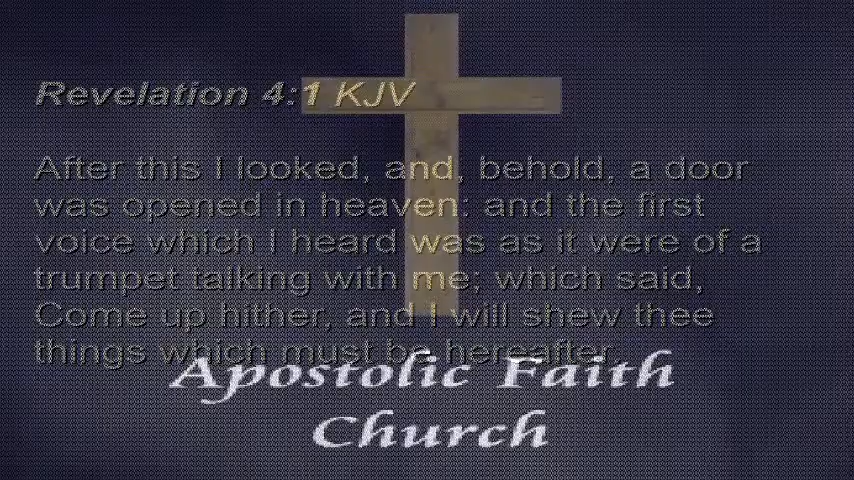 Revelation 4:1 KJV
After this I looked, and, behold, a door
was opened in heaven: and the first
voice which I heard was as it were of a
trumpet talking with me; which said,
Come up hither, and I will shew thee
things which must be hereafter.
Apostolic Faith
Church